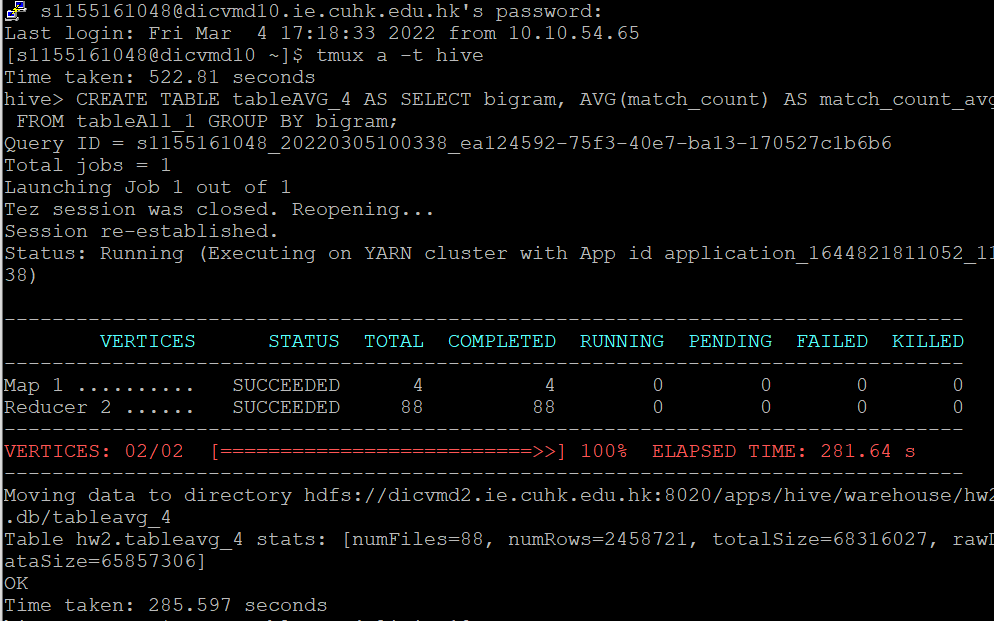 s1155161048@dicvmd10.ie.cuhk.edu.hk's password:
Last login: Fri Mar  4 17:18:33 2022 from 10.10.54.65
[s1155161048@dicvmd10 ~]$ tmux a -t hive
Time taken: 522.81 seconds
hive> CREATE TABLE tableAVG_4 AS SELECT bigram, AVG(match_count) AS match_count_avg
 FROM tableAll_1 GROUP BY bigram;
Query ID = s1155161048_20220305100338_ea124592-75f3-40e7-ba13-170527c1b6b6
Total jobs = 1
Launching Job 1 out of 1
Tez session was closed. Reopening...
Session re-established.
Status: Running (Executing on YARN cluster with App id application_1644821811052_11
38)
--------------------------------------------------------------------------------
        VERTICES      STATUS  TOTAL  COMPLETED  RUNNING  PENDING  FAILED  KILLED
--------------------------------------------------------------------------------
Map 1 ..........   SUCCEEDED      4          4        0        0       0       0
Reducer 2 ......   SUCCEEDED     88         88        0        0       0       0
--------------------------------------------------------------------------------
VERTICES: 02/02  [==========================>>] 100%  ELAPSED TIME: 281.64 s
--------------------------------------------------------------------------------
Moving data to directory hdfs://dicvmd2.ie.cuhk.edu.hk:8020/apps/hive/warehouse/hw2
.db/tableavg_4
Table hw2.tableavg_4 stats: [numFiles=88, numRows=2458721, totalSize=68316027, rawD
ataSize=65857306]
OK
Time taken: 285.597 seconds